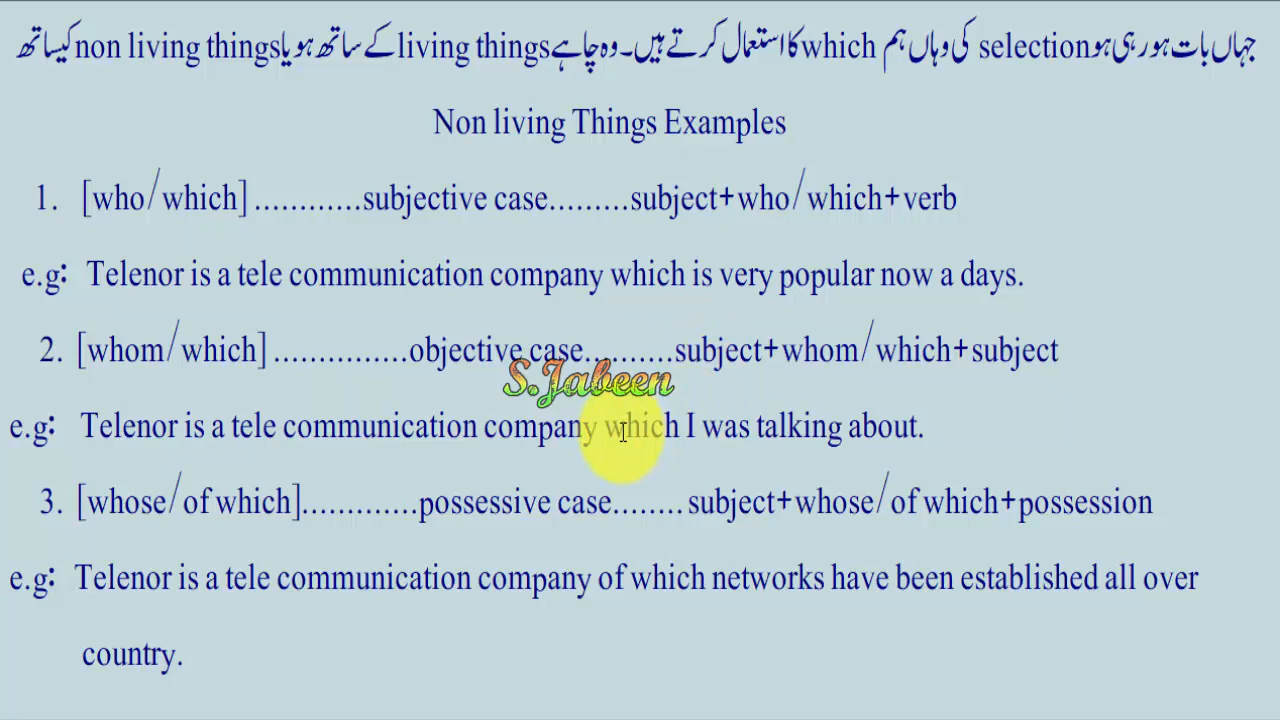 جہاں بات ہو رہی ہو selection کی وہاں ہم which کا استعمال کرتے ہیں۔ وہ چاہے living things کے ساتھ ہو یا non living things کیساتھ
Non living Things Examples
1. [who/which] ............subjective case.........subject+who/which+verb
e.g: Telenor is a tele communication company which is very popular now a days.
2. [whom/which] ...............objective case..........subject+whom/which+subject
S.Jabeen
e.g: Telenor is a tele communication company which I was talking about.
3. [whose/of which].............possessive case........ subject+whose/of which+possession
e.g: Telenor is a tele communication company of which networks have been established all over
country.